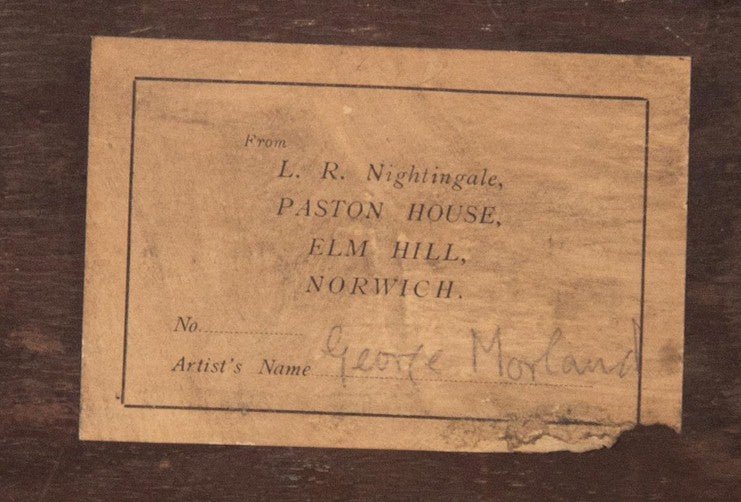 From
L. R. Nightingale,
PASTON HOUSE,
ELM HILL,
NORWICH.
No.
Artist's Name George Morland